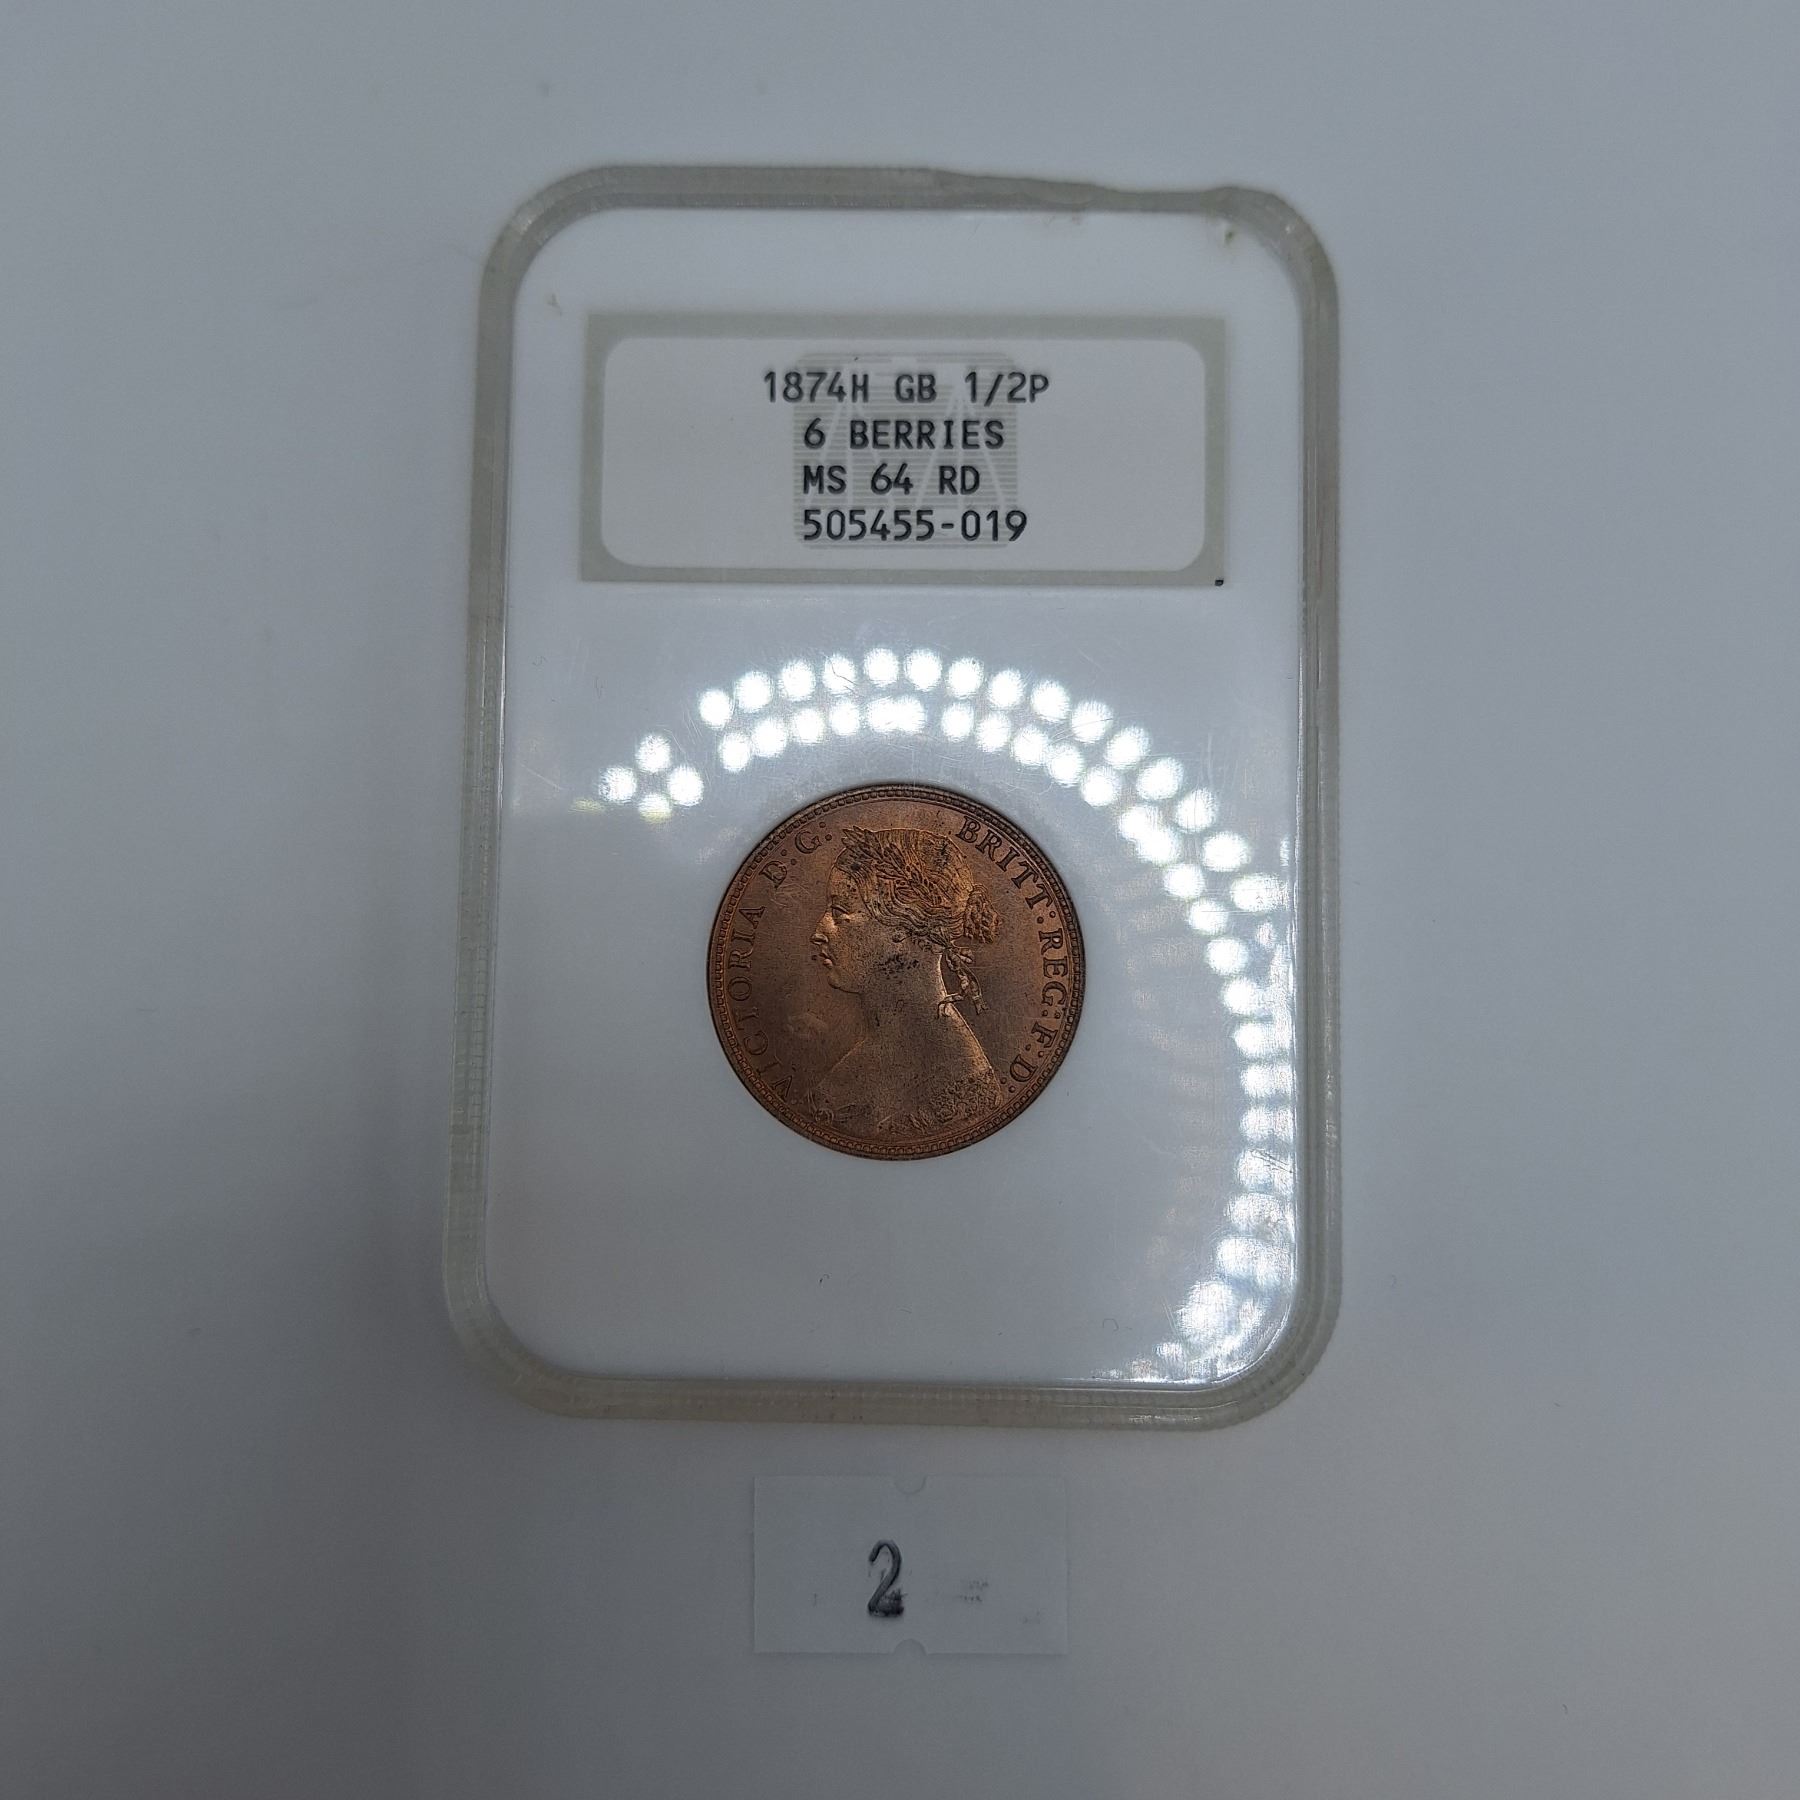 1874H GB 1/2P
6 BERRIES
MS 64 RD
505455-019
VICTORIA D:G: BRITT:REG:F:D:
2